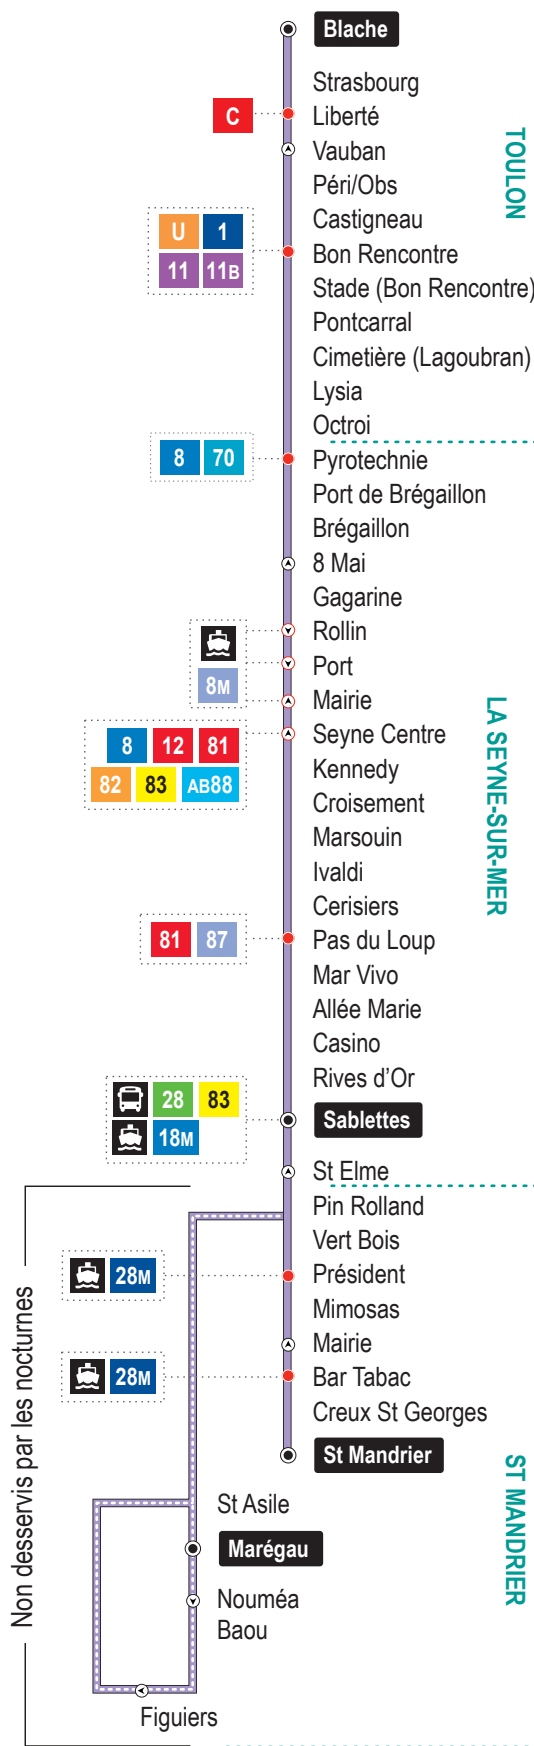 Blache
Strasbourg
C
Liberté
Vauban
Péri/Obs
Castigneau
U 1
11 11B
Bon Rencontre
Stade (Bon Rencontre)
Pontcarral
Cimetière (Lagoubran)
Lysia
Octroi
TOULON
8 70
Pyrotechnie
Port de Brégaillon
Brégaillon
8 Mai
Gagarine
Rollin
Port
8M
Mairie
Seyne Centre
8 12 81
82 83 AB88
Kennedy
Croisement
Marsouin
Ivaldi
Cerisiers
81 87
Pas du Loup
Mar Vivo
Allée Marie
Casino
Rives d'Or
28 83
18M
Sablettes
St Elme
LA SEYNE-SUR-MER
Pin Rolland
Vert Bois
28M
Président
Mimosas
Mairie
28M
Bar Tabac
Creux St Georges
St Mandrier
St Asile
Marégau
Nouméa
Baou
Figuiers
ST MANDRIER
Non desservis par les nocturnes